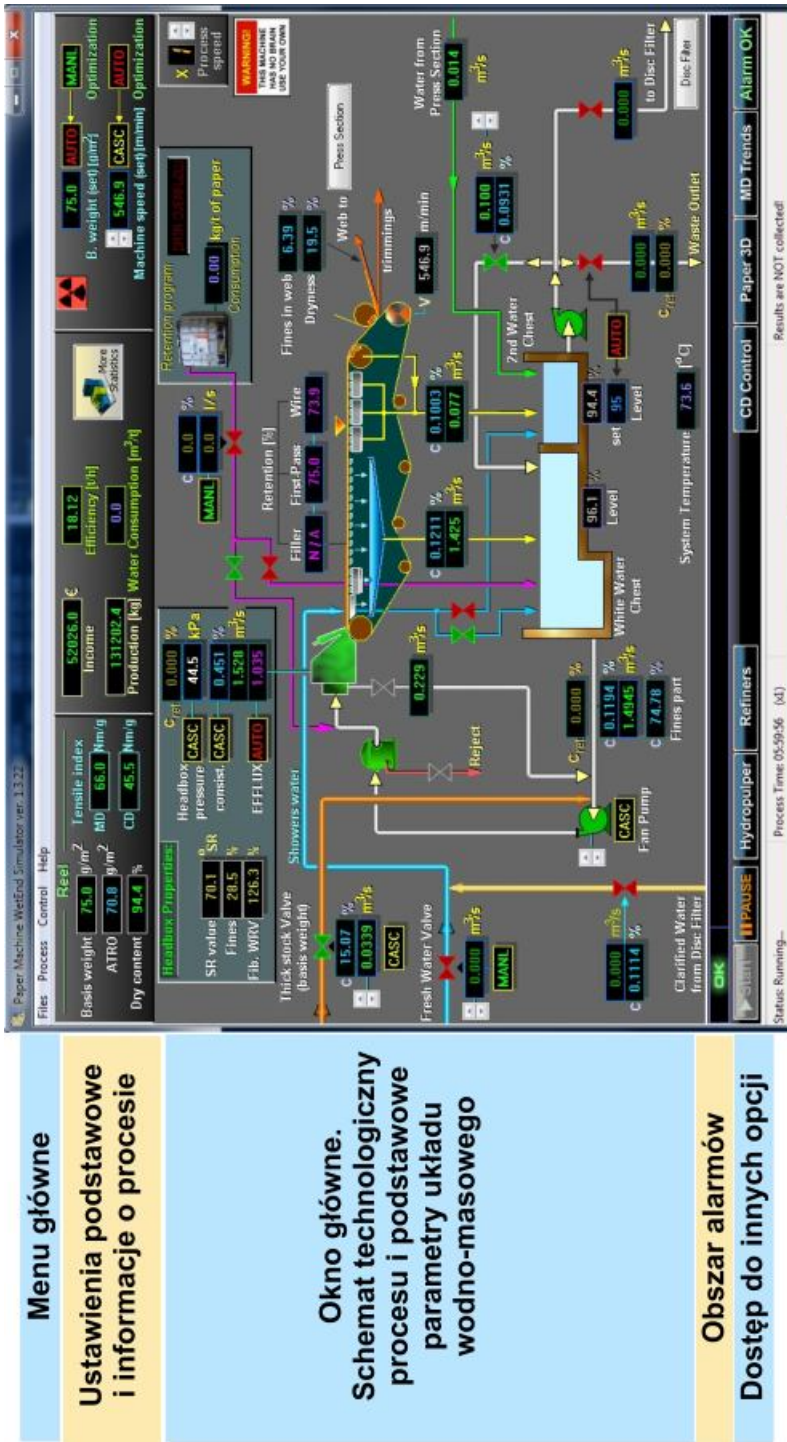 Menu główne
Ustawienia podstawowe
i informacje o procesie
Okno główne.
Schemat technologiczny
procesu i podstawowe
parametry układu
wodno-masowego
Obszar alarmów
Dostęp do innych opcji
Paper Machine WetEnd Simulator ver. 1.3.22
Files Process Control Help
Reel
Basis weight 75.0 g/m²
ATRO 70.8 g/m²
Dry content 94.4 %
Tensile index
MD 66.0 Nm/g
CD 45.5 Nm/g
52026.0 €
Income
131202.4
Production [kg]
18.12
Efficiency [t/h]
0.0
Water Consumption [m³/t]
More
Statistics
75.0 AUTO MANL
B. weight (set) [g/m²] Optimization
546.9 CASC AUTO
Machine speed (set) [m/min] Optimization
Headbox Properties:
SR value 70.1 °SR
Fines 28.5 %
Fib. WRV 126.3 %
C ret 0.000 %
Headbox
pressure CASC 44.5 kPa
consist. CASC 0.451 %
1.528 m³/s
EFFLUX AUTO 1.035
C 0.0 %
MANL 0.0 l/s
Retention program
0.00 kg/t of paper
Consumption
X 1
Process
speed
WARNING!
THIS MACHINE
HAS NO BRAIN
USE YOUR OWN
Retention [%]
Filler First-Pass Wire
N/A 75.0 73.9
Fines in web 6.39 %
Dryness 19.5 %
Web to
Press Section
trimmings
V 546.9 m/min
Showers water
Thick stock Valve
(basis weight)
C 15.07 %
0.0339 m³/s
CASC
Fresh Water Valve
0.000 m³/s
MANL
Reject
0.229 m³/s
C 0.1211 %
1.425 m³/s
C 0.1003 %
0.077 m³/s
Water from
Press Section
0.014 m³/s
0.100 m³/s
C 0.0931 %
2nd Water
Chest
White Water
Chest
96.1 %
Level
94.4 %
set 95
Level
AUTO
System Temperature 73.6 [°C]
0.000 m³/s
C ret 0.000 %
Waste Outlet
0.000 m³/s
to Disc Filter
Disc Filter
Fan Pump
CASC
C ret 0.000 %
C 0.1194 %
1.4945 m³/s
74.78 %
Fines part
0.000 m³/s
C 0.1114 %
Clarified Water
from Disc Filter
OK
Start PAUSE Hydropulper Refiners CD Control Paper 3D MD Trends Alarm OK
Status: Running... Process Time: 05:59:56 (x1) Results are NOT collected!